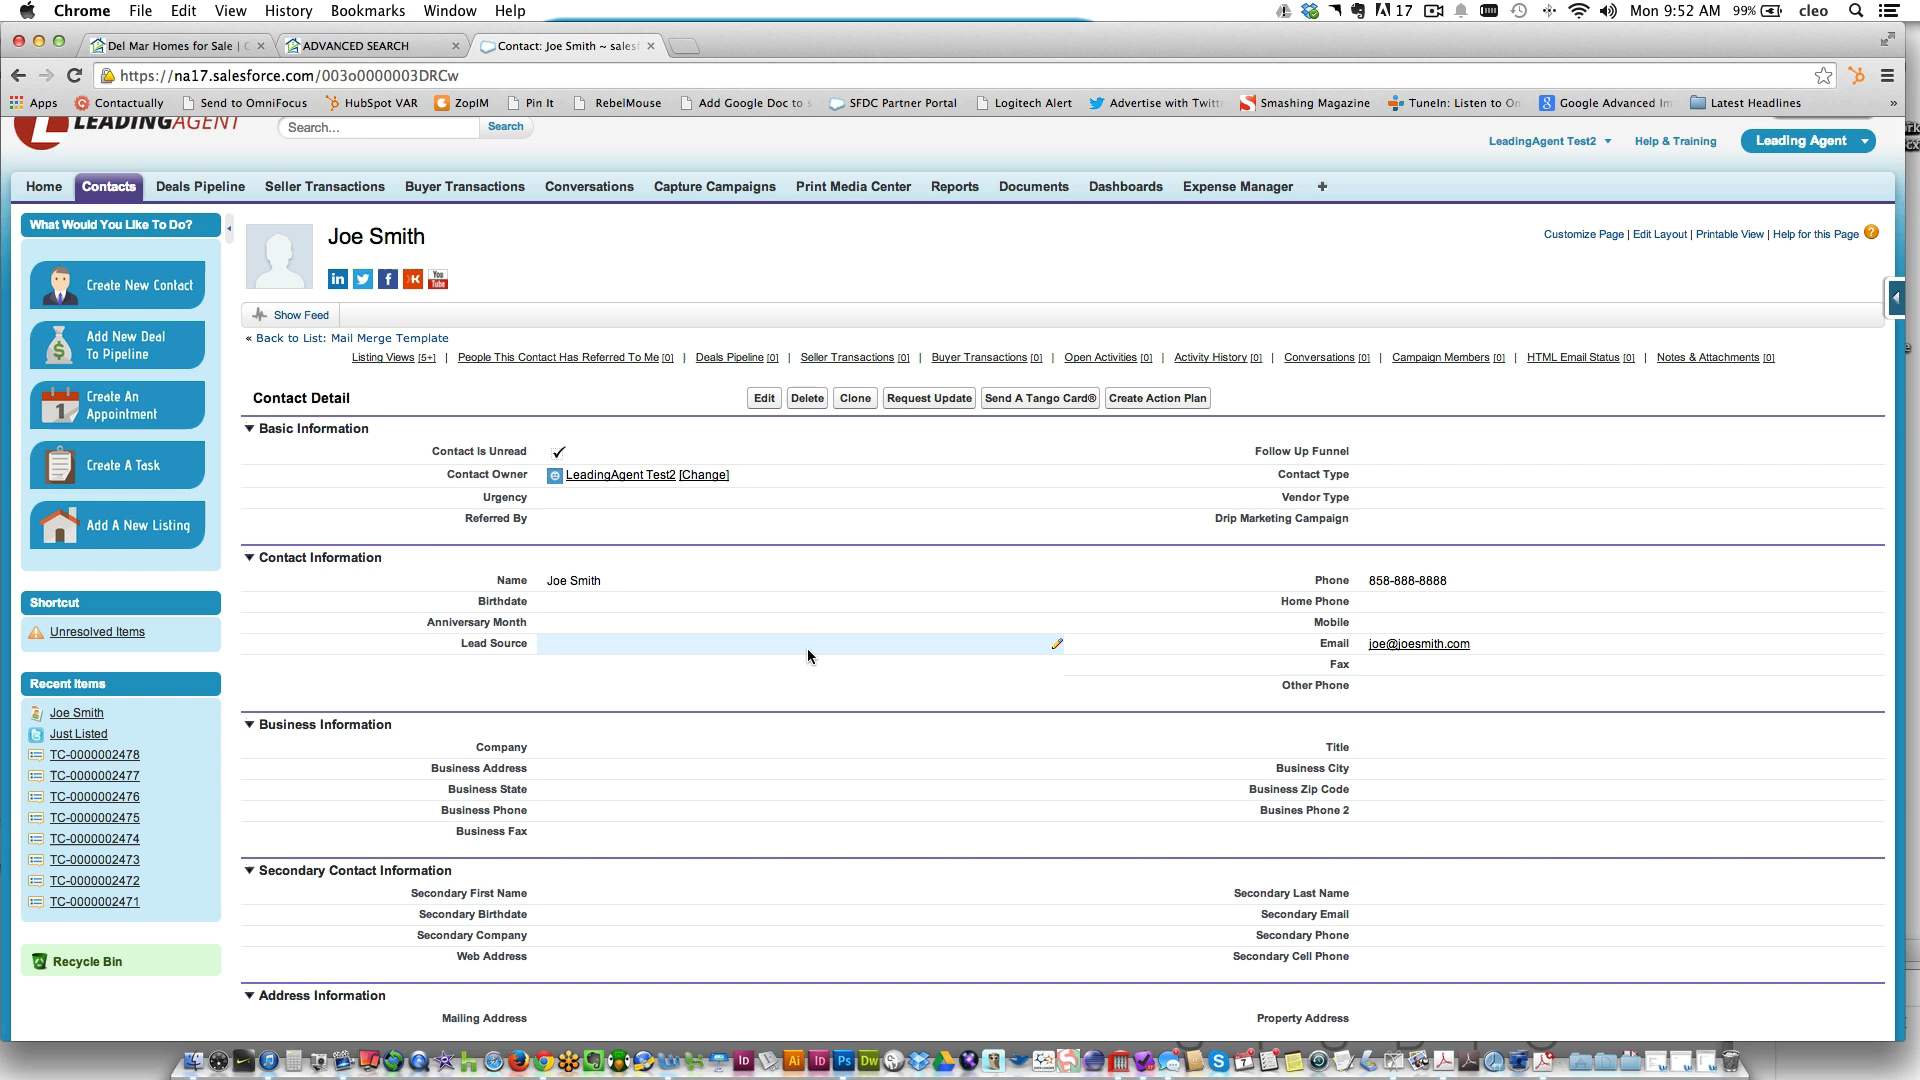 Chrome File Edit View History Bookmarks Window Help 17 Mon 9:52 AM 99% cleo
Del Mar Homes for Sale | ADVANCED SEARCH Contact: Joe Smith ~ sales
https://na17.salesforce.com/003o0000003DRCw
Apps Contactually Send to OmniFocus HubSpot VAR ZopIM Pin It RebelMouse Add Google Doc to SFDC Partner Portal Logitech Alert Advertise with Twitt Smashing Magazine TuneIn: Listen to On Google Advanced Im Latest Headlines »
LEADINGAGENT Search... Search
LeadingAgent Test2 Help & Training Leading Agent
Home Contacts Deals Pipeline Seller Transactions Buyer Transactions Conversations Capture Campaigns Print Media Center Reports Documents Dashboards Expense Manager +
What Would You Like To Do?
Create New Contact
Add New Deal
To Pipeline
$
Create An
Appointment
1
Create A Task
Add A New Listing
Shortcut
Unresolved Items
Recent Items
Joe Smith
Just Listed
TC-0000002478
TC-0000002477
TC-0000002476
TC-0000002475
TC-0000002474
TC-0000002473
TC-0000002472
TC-0000002471
Recycle Bin
Joe Smith
Customize Page | Edit Layout | Printable View | Help for this Page ?
in f K You Tube
Show Feed
« Back to List: Mail Merge Template
Listing Views [5+] | People This Contact Has Referred To Me [0] | Deals Pipeline [0] | Seller Transactions [0] | Buyer Transactions [0] | Open Activities [0] | Activity History [0] | Conversations [0] | Campaign Members [0] | HTML Email Status [0] | Notes & Attachments [0]
Contact Detail Edit Delete Clone Request Update Send A Tango Card® Create Action Plan
Basic Information
Contact Is Unread ✓ Follow Up Funnel
Contact Owner LeadingAgent Test2 [Change] Contact Type
Urgency Vendor Type
Referred By Drip Marketing Campaign
Contact Information
Name Joe Smith Phone 858-888-8888
Birthdate Home Phone
Anniversary Month Mobile
Lead Source Email joe@joesmith.com
Fax
Other Phone
Business Information
Company Title
Business Address Business City
Business State Business Zip Code
Business Phone Busines Phone 2
Business Fax
Secondary Contact Information
Secondary First Name Secondary Last Name
Secondary Birthdate Secondary Email
Secondary Company Secondary Phone
Web Address Secondary Cell Phone
Address Information
Mailing Address Property Address